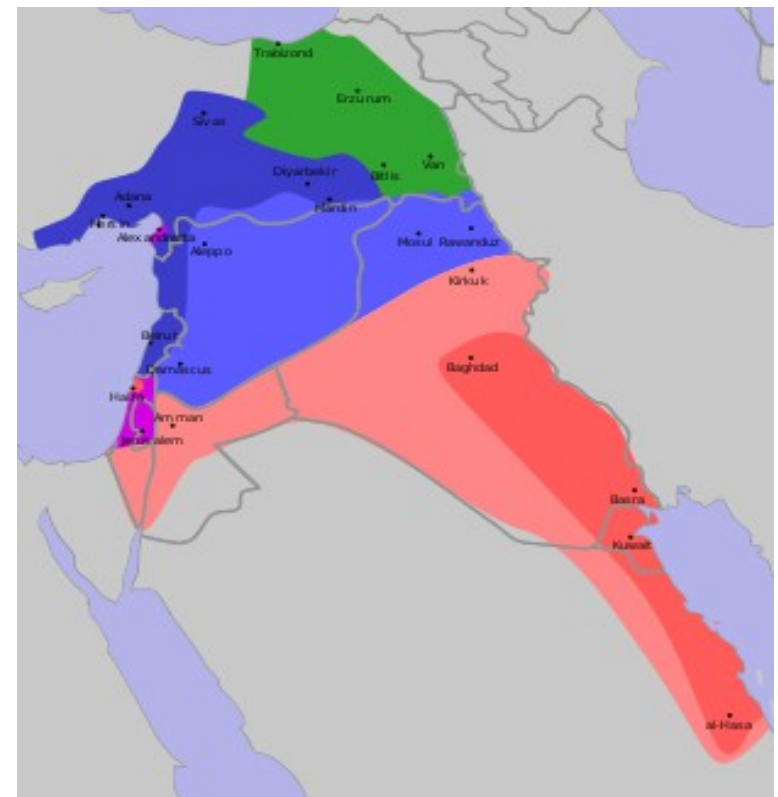 Trabizond
Erzurum
Sivas
Van
Bitlis
Diyarbekir
Adana
Mardin
Alexandretta
Aleppo
Mosul Rawanduz
Kirkuk
Beirut
Damascus
Baghdad
Haifa
Amman
Jerusalem
Basra
Kuwait
al-Hasa